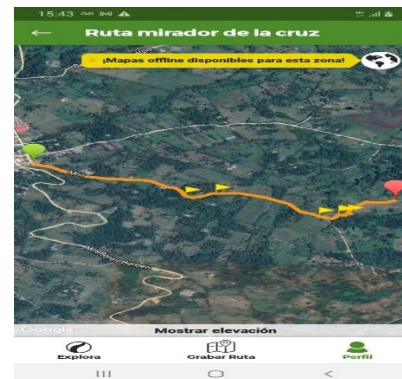 15:43
Ruta mirador de la cruz
¡Mapas offline disponibles para esta zona!
Google
Mostrar elevación
Explora
Grabar Ruta
Perfil